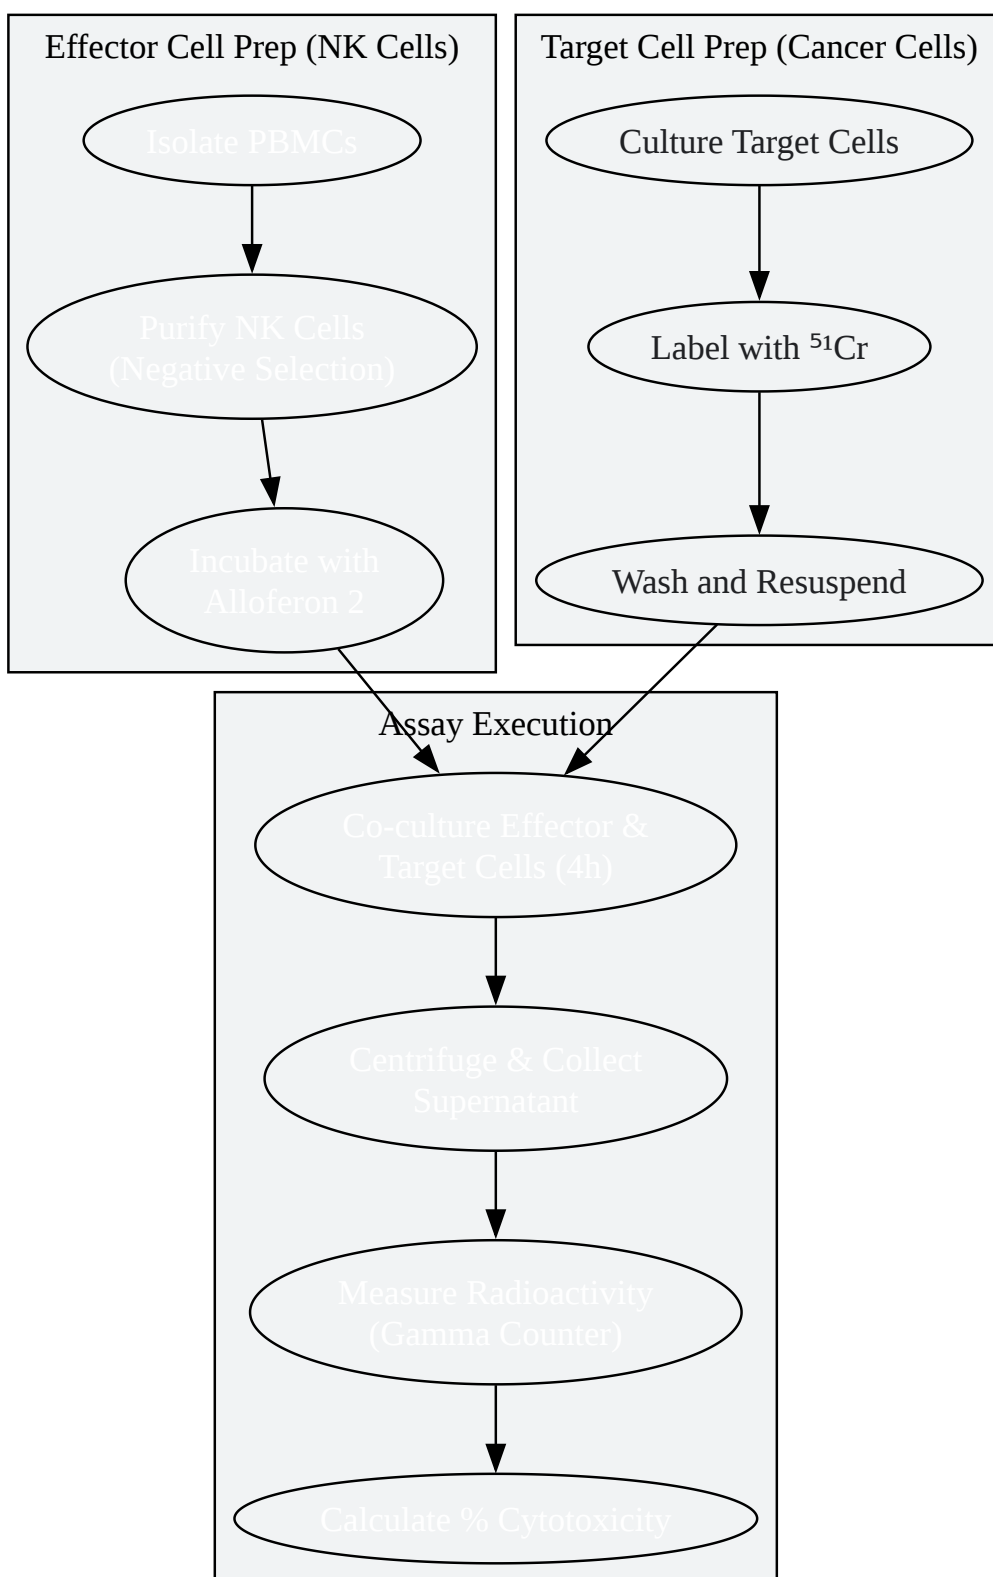 Effector Cell Prep (NK Cells)
Isolate PBMCs
Purify NK Cells
(Negative Selection)
Incubate with
Alloferon 2
Target Cell Prep (Cancer Cells)
Culture Target Cells
Label with ⁵¹Cr
Wash and Resuspend
Assay Execution
Co-culture Effector &
Target Cells (4h)
Centrifuge & Collect
Supernatant
Measure Radioactivity
(Gamma Counter)
Calculate % Cytotoxicity